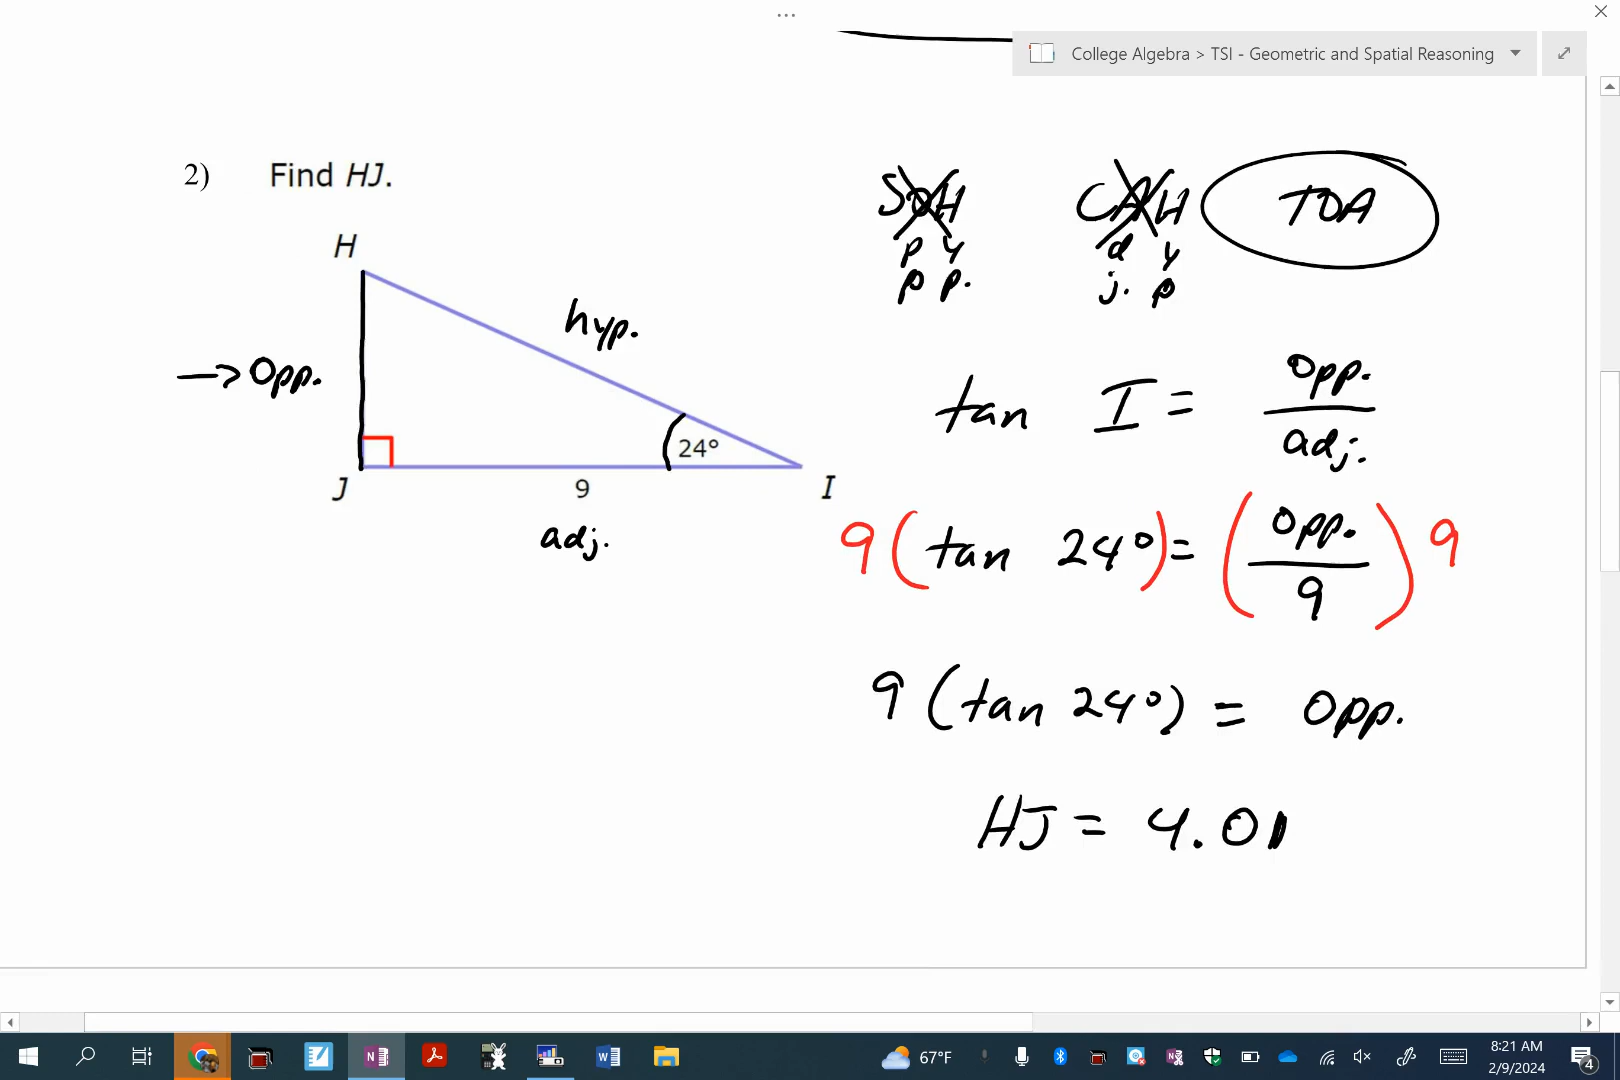 College Algebra > TSI - Geometric and Spatial Reasoning
2) Find HJ.
SOH CAH TOA
p y d y
p p. j. p
H
hyp.
→ Opp.
24°
J 9 I
adj.
tan I = opp. / adj.
9 (tan 24°) = (opp. / 9) 9
9 (tan 24°) = Opp.
HJ = 4.01
67°F
8:21 AM
2/9/2024
4